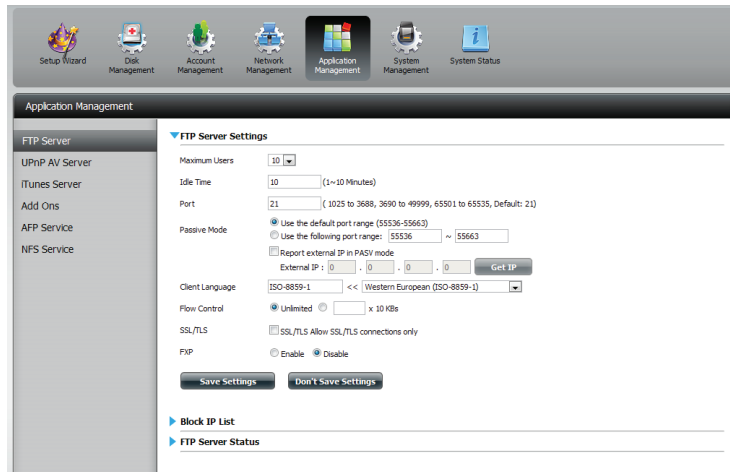 Setup Wizard
Disk Management
Account Management
Network Management
Application Management
System Management
System Status
Application Management
FTP Server
UPnP AV Server
iTunes Server
Add Ons
AFP Service
NFS Service
FTP Server Settings
Maximum Users 10
Idle Time 10 (1~10 Minutes)
Port 21 ( 1025 to 3688, 3690 to 49999, 65501 to 65535, Default: 21)
Passive Mode Use the default port range (55536-55663)
Use the following port range: 55536 ~ 55663
Report external IP in PASV mode
External IP : 0 . 0 . 0 . 0 Get IP
Client Language ISO-8859-1 << Western European (ISO-8859-1)
Flow Control Unlimited x 10 KBs
SSL/TLS SSL/TLS Allow SSL/TLS connections only
FXP Enable Disable
Save Settings Don't Save Settings
Block IP List
FTP Server Status